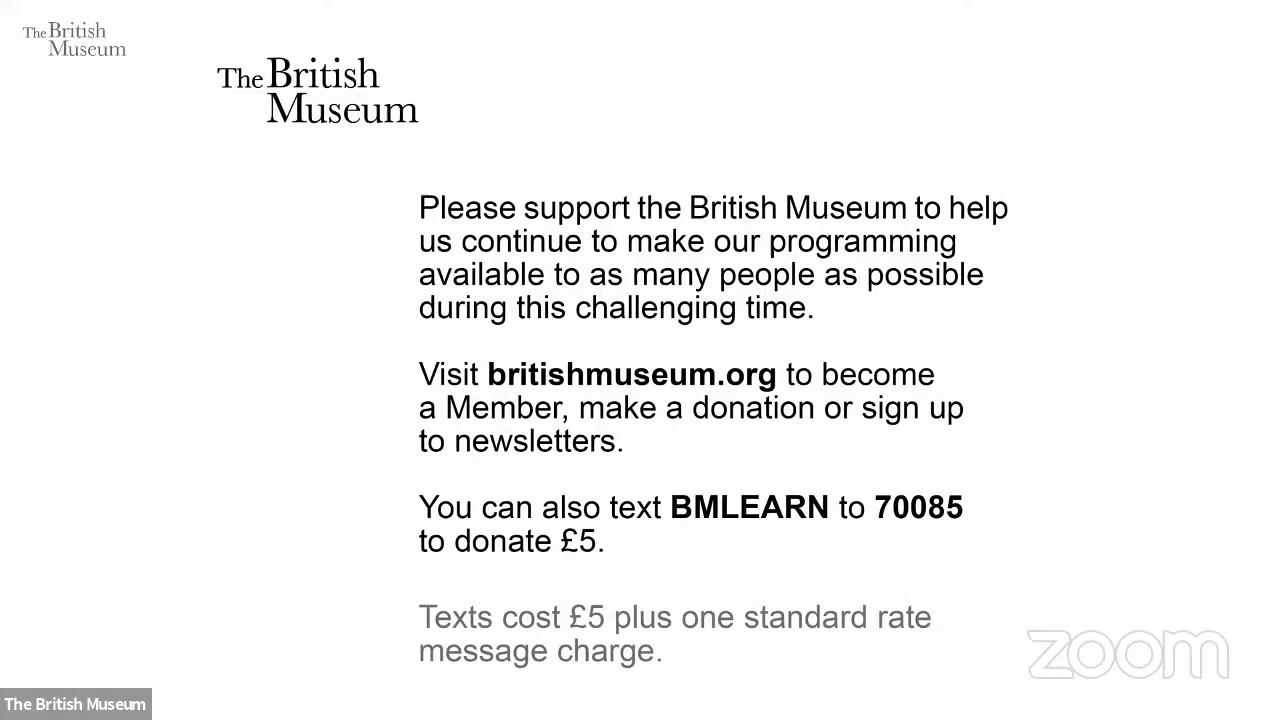 The British
Museum
The British
Museum
Please support the British Museum to help
us continue to make our programming
available to as many people as possible
during this challenging time.
Visit britishmuseum.org to become
a Member, make a donation or sign up
to newsletters.
You can also text BMLEARN to 70085
to donate £5.
Texts cost £5 plus one standard rate
message charge.
zoom
The British Museum